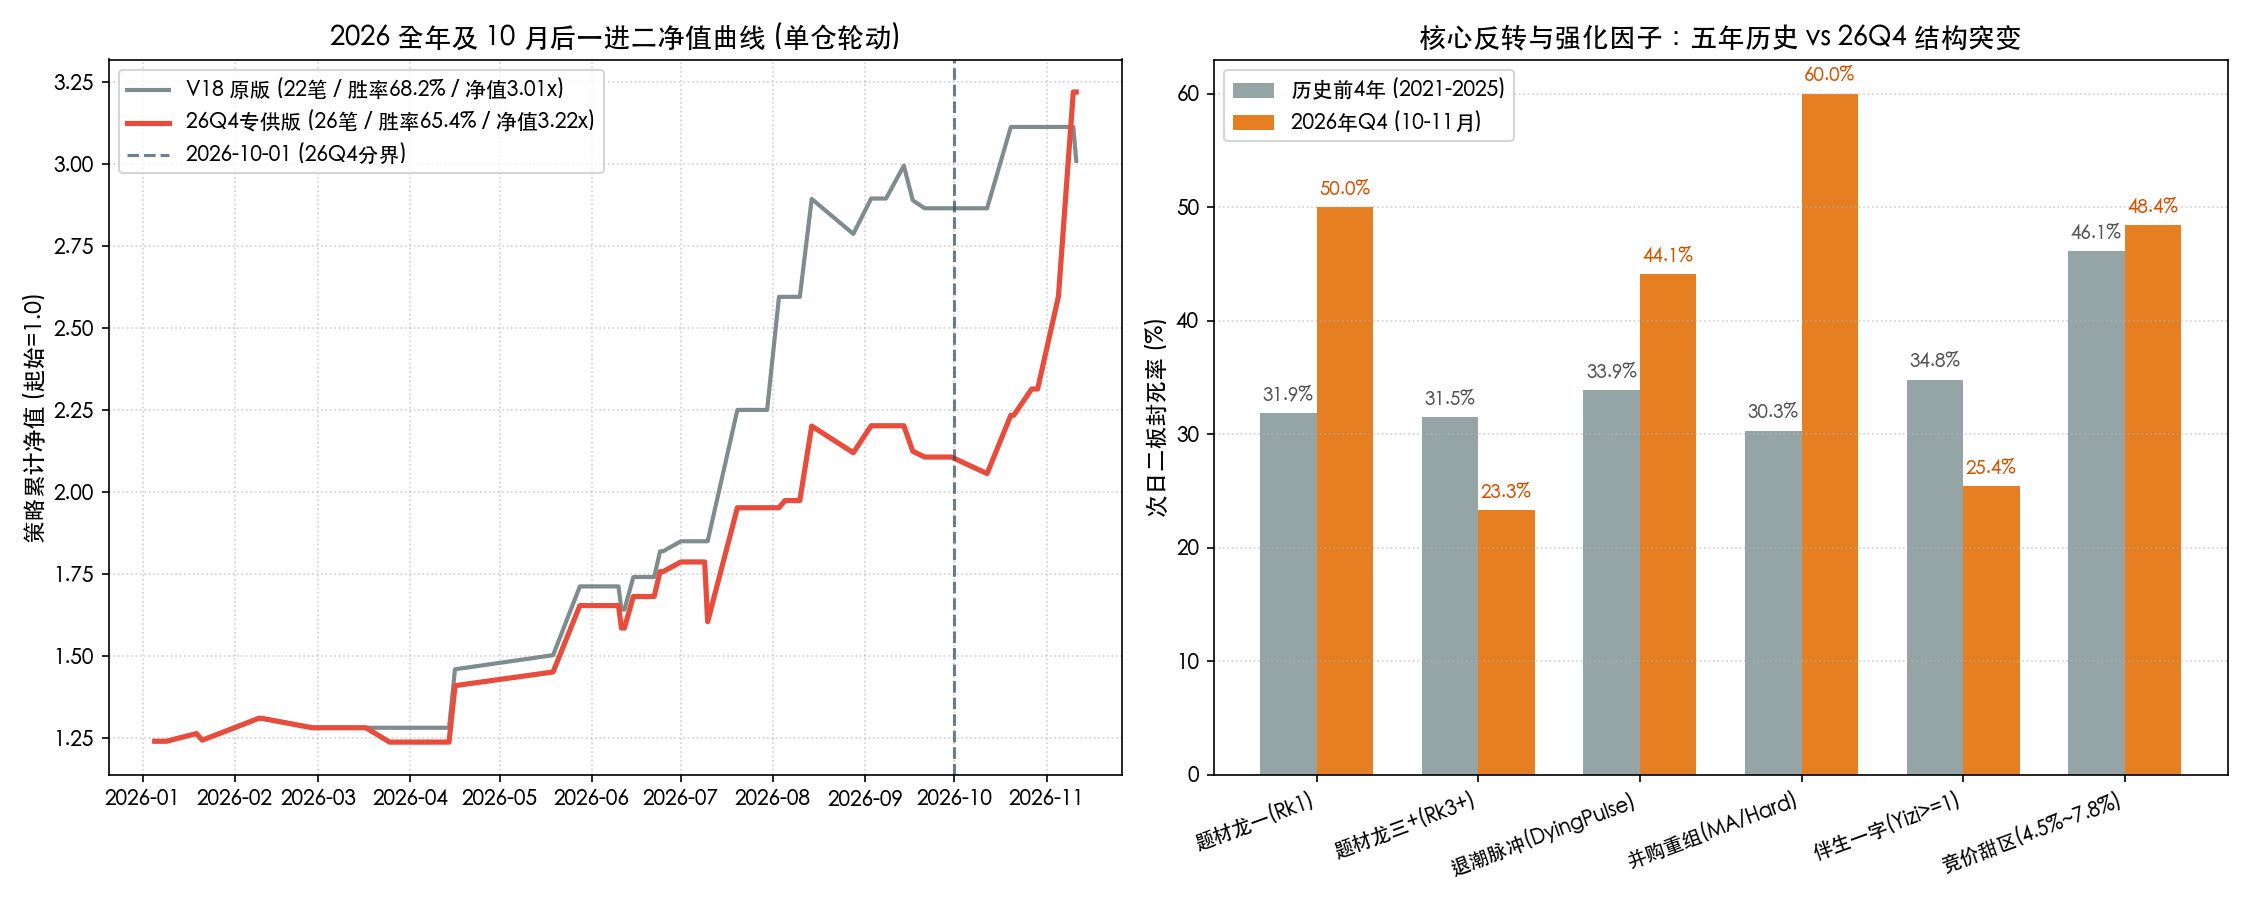 2026 全年及 10 月后一进二净值曲线 (单仓轮动)
V18 原版 (22笔 / 胜率68.2% / 净值3.01x)
26Q4专供版 (26笔 / 胜率65.4% / 净值3.22x)
2026-10-01 (26Q4分界)
策略累计净值 (起始=1.0)
3.25
3.00
2.75
2.50
2.25
2.00
1.75
1.50
1.25
2026-01
2026-02
2026-03
2026-04
2026-05
2026-06
2026-07
2026-08
2026-09
2026-10
2026-11
核心反转与强化因子：五年历史 vs 26Q4 结构突变
历史前4年 (2021-2025)
2026年Q4 (10-11月)
次日二板封死率 (%)
60
50
40
30
20
10
0
31.9%
50.0%
31.5%
23.3%
33.9%
44.1%
30.3%
60.0%
34.8%
25.4%
46.1%
48.4%
题材龙一(Rk1)
题材龙三+(Rk3+)
退潮脉冲(DyingPulse)
并购重组(MA/Hard)
伴生一字(Yizi>=1)
竞价甜区(4.5%~7.8%)